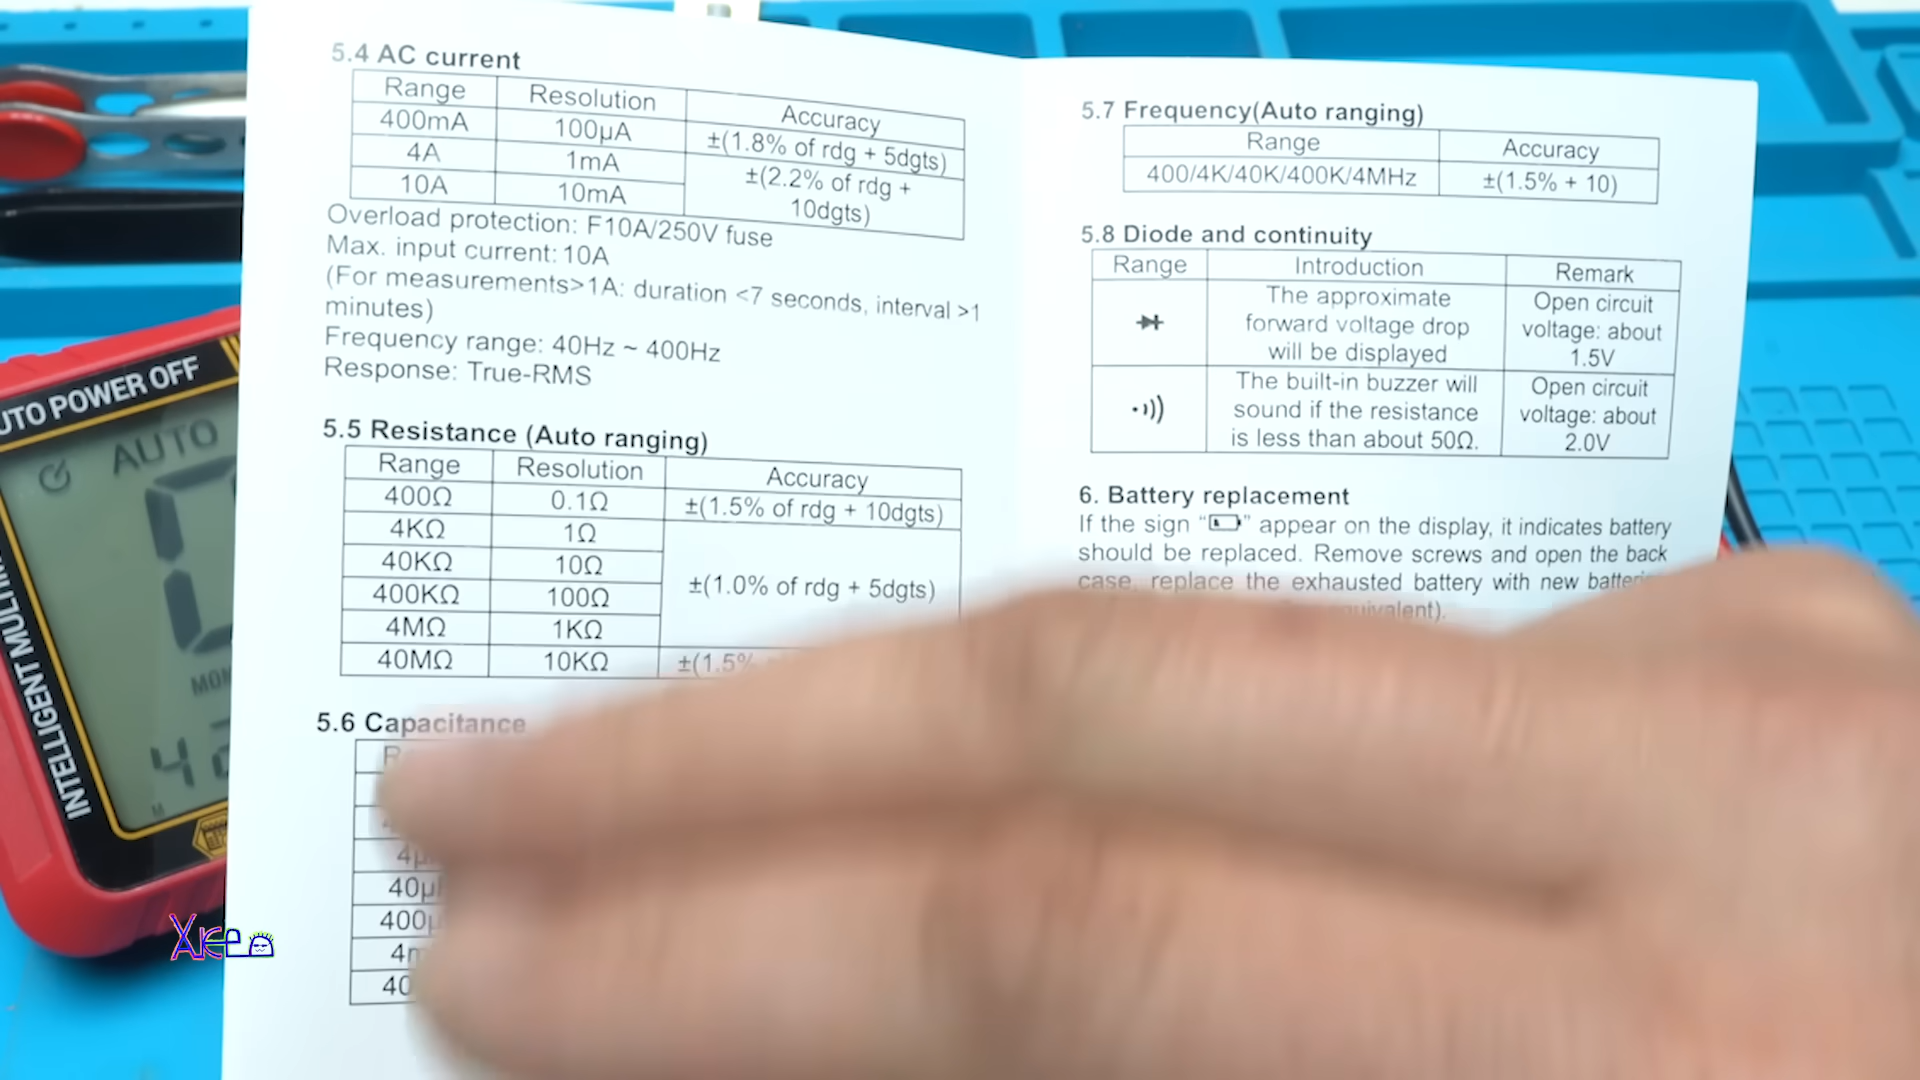 5.4 AC current
Range Resolution Accuracy
400mA 100µA ±(1.8% of rdg + 5dgts)
4A 1mA ±(2.2% of rdg +
10A 10mA 10dgts)
Overload protection: F10A/250V fuse
Max. input current: 10A
(For measurements>1A: duration <7 seconds, interval >1
minutes)
Frequency range: 40Hz ~ 400Hz
Response: True-RMS
5.5 Resistance (Auto ranging)
Range Resolution Accuracy
400Ω 0.1Ω ±(1.5% of rdg + 10dgts)
4KΩ 1Ω
40KΩ 10Ω
400KΩ 100Ω ±(1.0% of rdg + 5dgts)
4MΩ 1KΩ
40MΩ 10KΩ ±(1.5%
5.6 Capacitance
40µ
400µ
5.7 Frequency(Auto ranging)
Range Accuracy
400/4K/40K/400K/4MHz ±(1.5% + 10)
5.8 Diode and continuity
Range Introduction Remark
The approximate
forward voltage drop
will be displayed
Open circuit
voltage: about
1.5V
The built-in buzzer will
sound if the resistance
is less than about 50Ω.
Open circuit
voltage: about
2.0V
6. Battery replacement
If the sign " " appear on the display, it indicates battery
should be replaced. Remove screws and open the back
case, replace the exhausted battery with new
AUTO POWER OFF
AUTO
INTELLIGENT
Xkeo